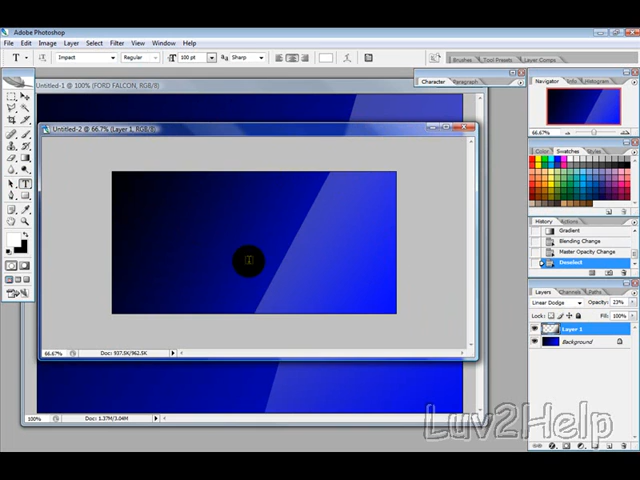 Adobe Photoshop
File Edit Image Layer Select Filter View Window Help
T Impact Regular 100 pt aa Sharp Brushes Tool Presets Layer Comps
Untitled-1 @ 100% (FORD FALCON, RGB/8)
Character Paragraph
Navigator Info Histogram
Untitled-2 @ 66.7% (Layer 1, RGB/8)
66.67%
Color Swatches Styles
History Actions
Gradient
Blending Change
Master Opacity Change
Deselect
Layers Channels Paths
Linear Dodge Opacity: 23%
Lock: Fill: 100%
Layer 1
Background
66.67% Doc: 937.5K/962.5K
100% Doc: 1.37M/3.04M
Luv2Help